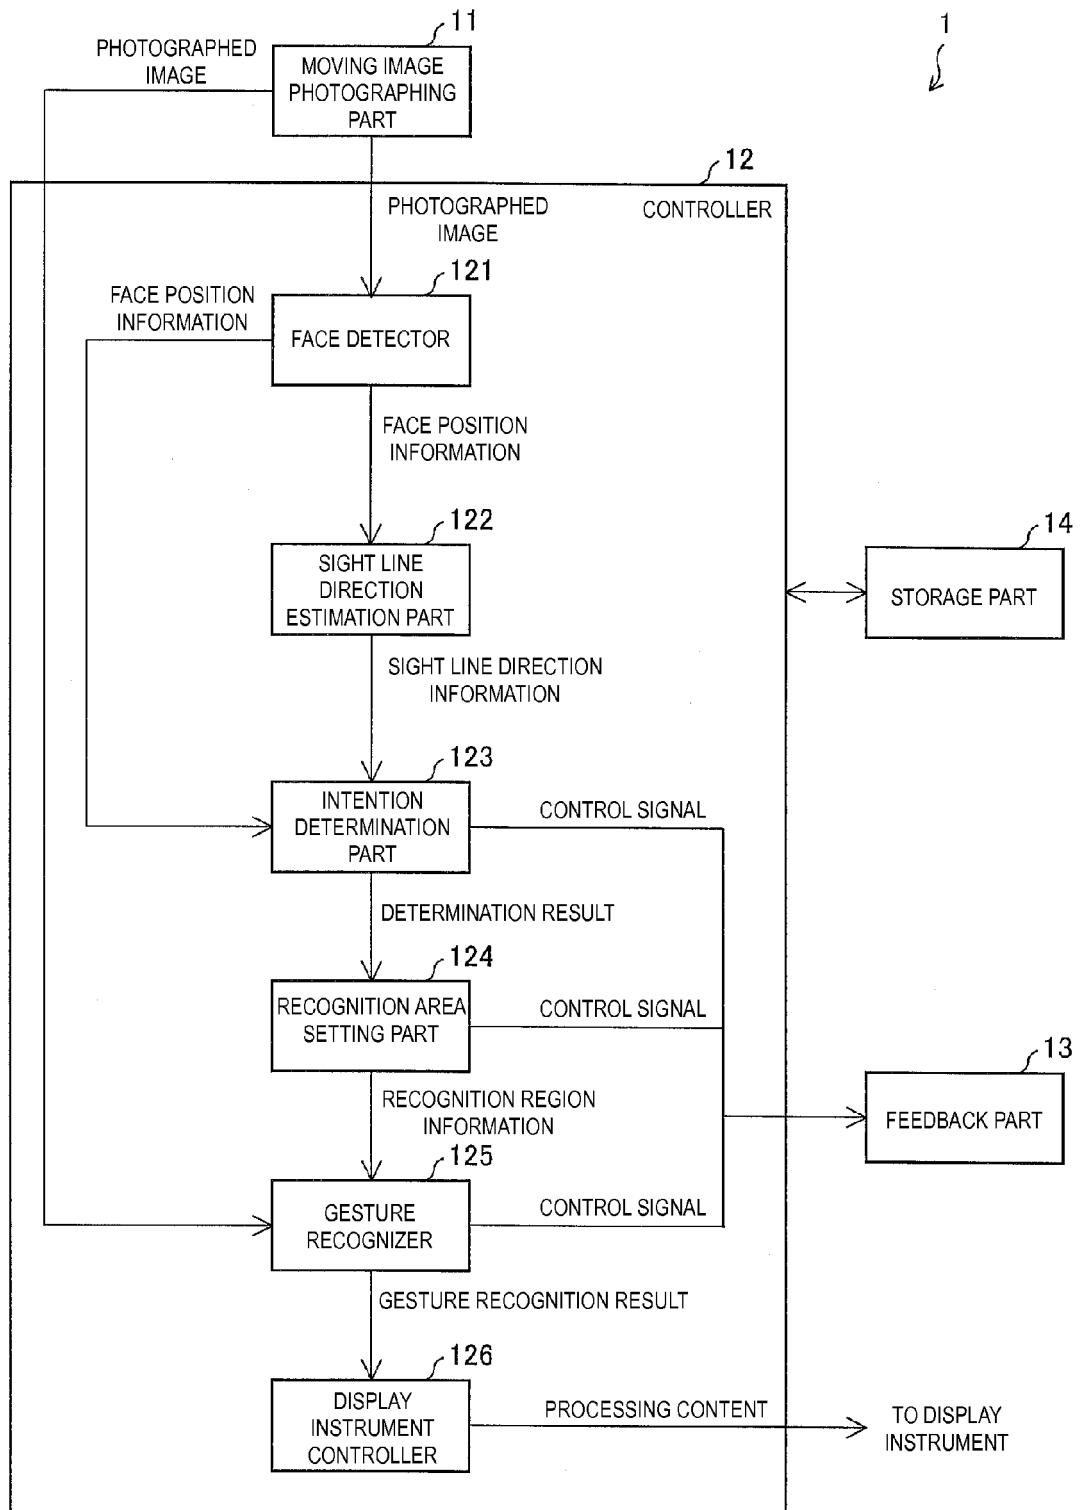 11
1
PHOTOGRAPHED
IMAGE
MOVING IMAGE
PHOTOGRAPHING
PART
12
PHOTOGRAPHED
IMAGE
CONTROLLER
121
FACE POSITION
INFORMATION
FACE DETECTOR
FACE POSITION
INFORMATION
122
SIGHT LINE
DIRECTION
ESTIMATION PART
14
STORAGE PART
SIGHT LINE DIRECTION
INFORMATION
123
INTENTION
DETERMINATION
PART
CONTROL SIGNAL
DETERMINATION RESULT
124
RECOGNITION AREA
SETTING PART
CONTROL SIGNAL
13
FEEDBACK PART
RECOGNITION REGION
INFORMATION
125
GESTURE
RECOGNIZER
CONTROL SIGNAL
GESTURE RECOGNITION RESULT
126
DISPLAY
INSTRUMENT
CONTROLLER
PROCESSING CONTENT
TO DISPLAY
INSTRUMENT